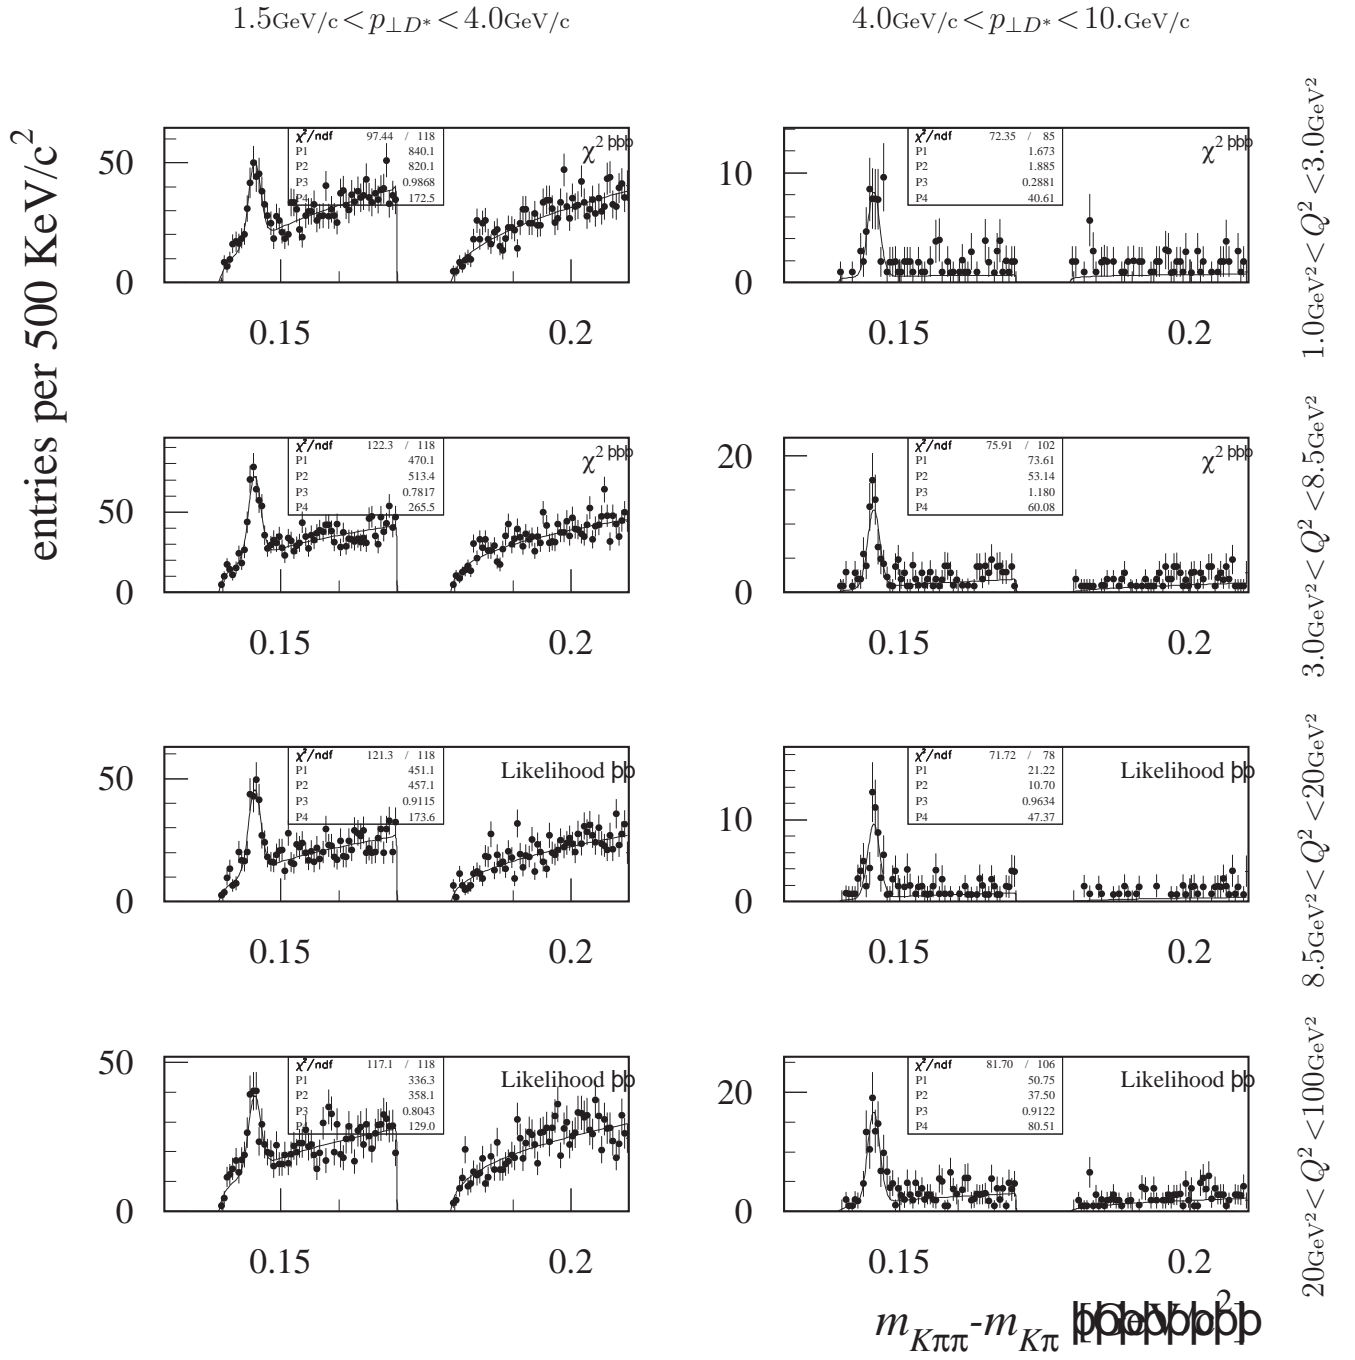 1.5GeV/c<p⊥D*<4.0GeV/c
4.0GeV/c<p⊥D*<10.GeV/c
entries per 500 KeV/c²
50
0
χ²/ndf 97.44 / 118
P1 840.1
P2 820.1
P3 0.9868
P4 172.5
χ²
0.15
0.2
10
0
χ²/ndf 72.35 / 85
P1 1.673
P2 1.885
P3 0.2881
P4 40.61
χ²
0.15
0.2
1.0GeV²<Q²<3.0GeV²
50
0
χ²/ndf 122.3 / 118
P1 470.1
P2 513.4
P3 0.7817
P4 265.5
χ²
0.15
0.2
20
0
χ²/ndf 75.91 / 102
P1 73.61
P2 53.14
P3 1.180
P4 60.08
χ²
0.15
0.2
3.0GeV²<Q²<8.5GeV²
50
0
χ²/ndf 121.3 / 118
P1 451.1
P2 457.1
P3 0.9115
P4 173.6
Likelihood
0.15
0.2
10
0
χ²/ndf 71.72 / 78
P1 21.22
P2 10.70
P3 0.9634
P4 47.37
Likelihood
0.15
0.2
8.5GeV²<Q²<20GeV²
50
0
χ²/ndf 117.1 / 118
P1 336.3
P2 358.1
P3 0.8043
P4 129.0
Likelihood
0.15
0.2
20
0
χ²/ndf 81.70 / 106
P1 50.75
P2 37.50
P3 0.9122
P4 80.51
Likelihood
0.15
0.2
20GeV²<Q²<100GeV²
mKππ-mKπ